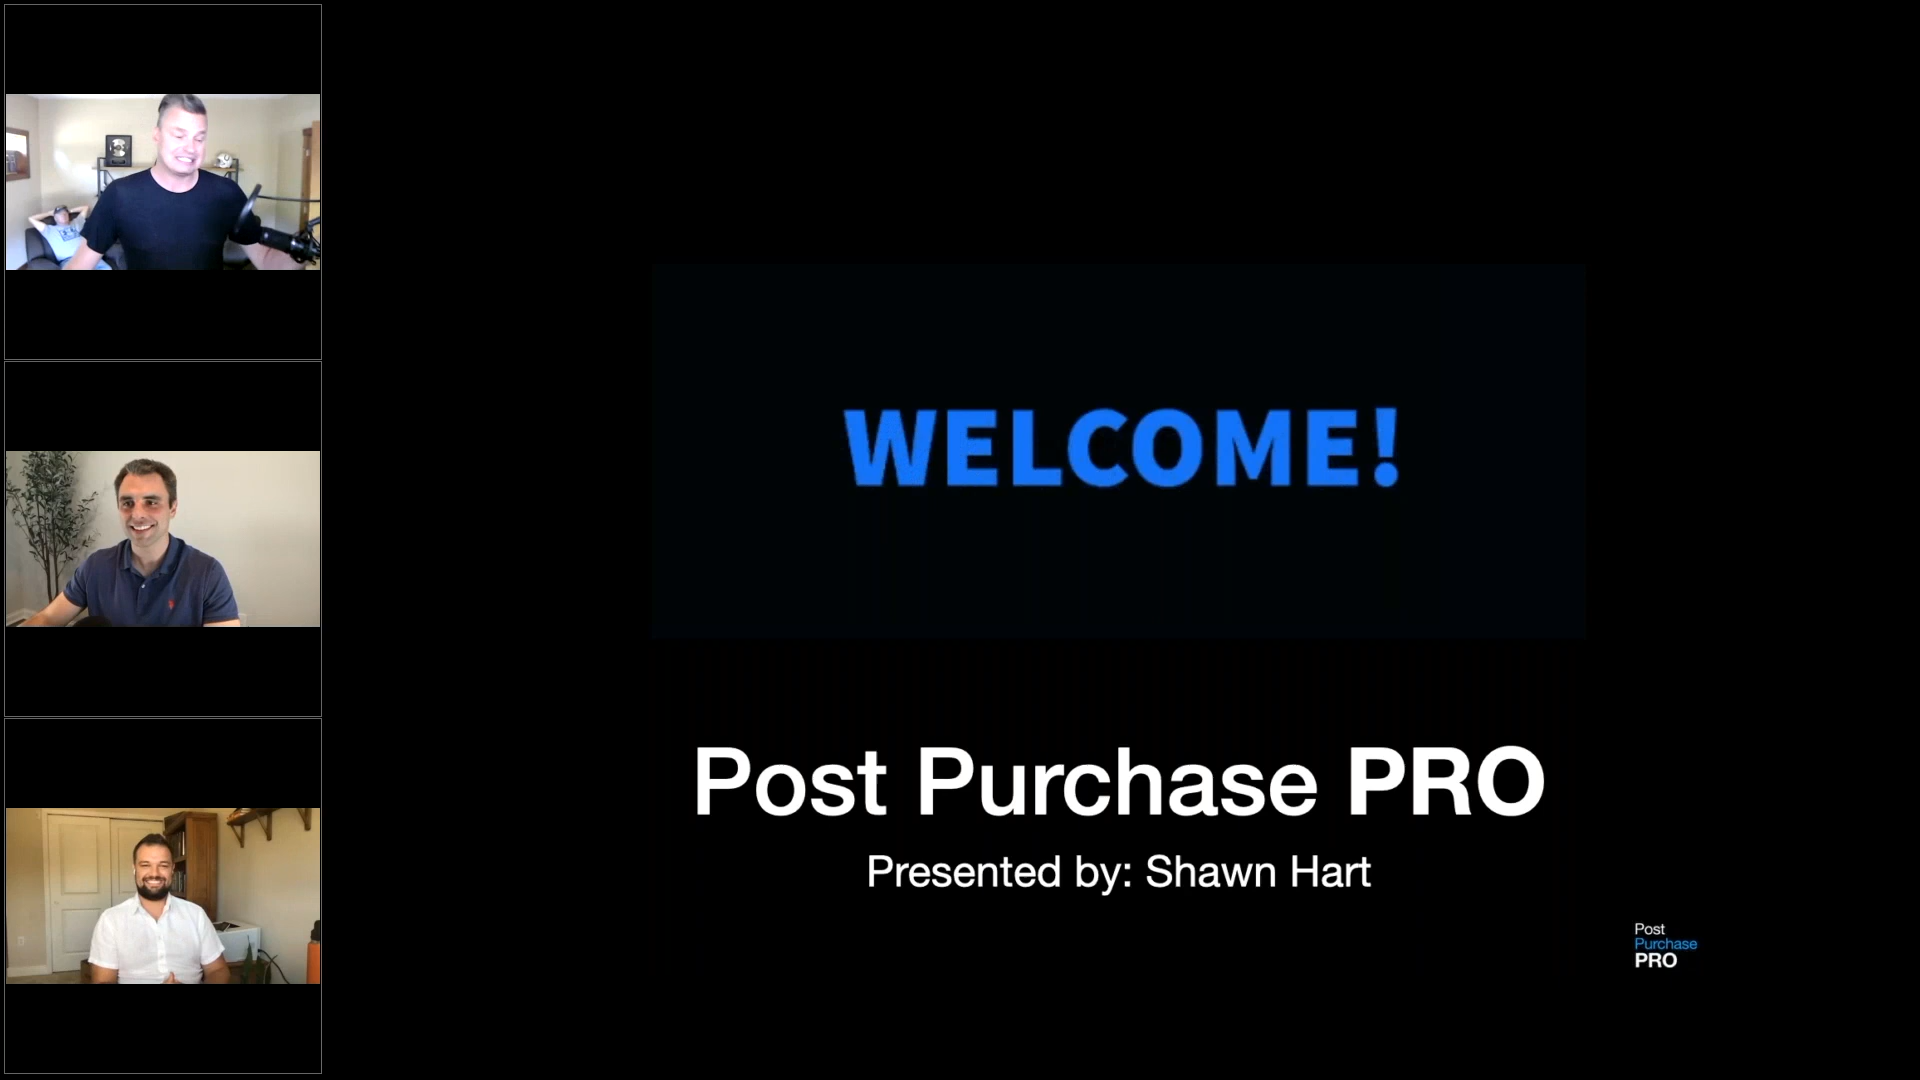 WELCOME!
Post Purchase PRO
Presented by: Shawn Hart
Post
Purchase
PRO